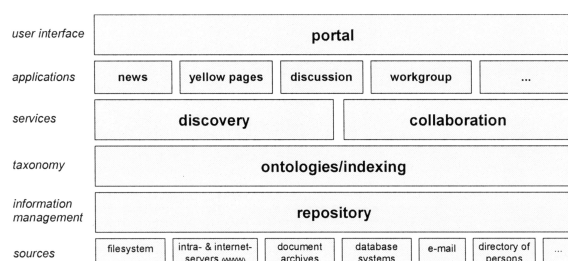 user interface
portal
applications
news
yellow pages
discussion
workgroup
...
services
discovery
collaboration
taxonomy
ontologies/indexing
information
management
repository
sources
filesystem
intra- & internet-
servers (WWW)
document
archives
database
systems
e-mail
directory of
persons
...